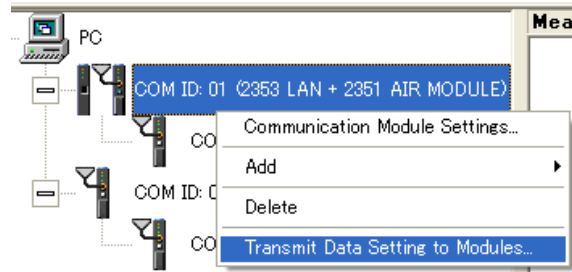 Mea
PC
COM ID: 01 (2353 LAN + 2351 AIR MODULE)
Communication Module Settings...
CO
Add
COM ID: 0
Delete
CO
Transmit Data Setting to Modules...